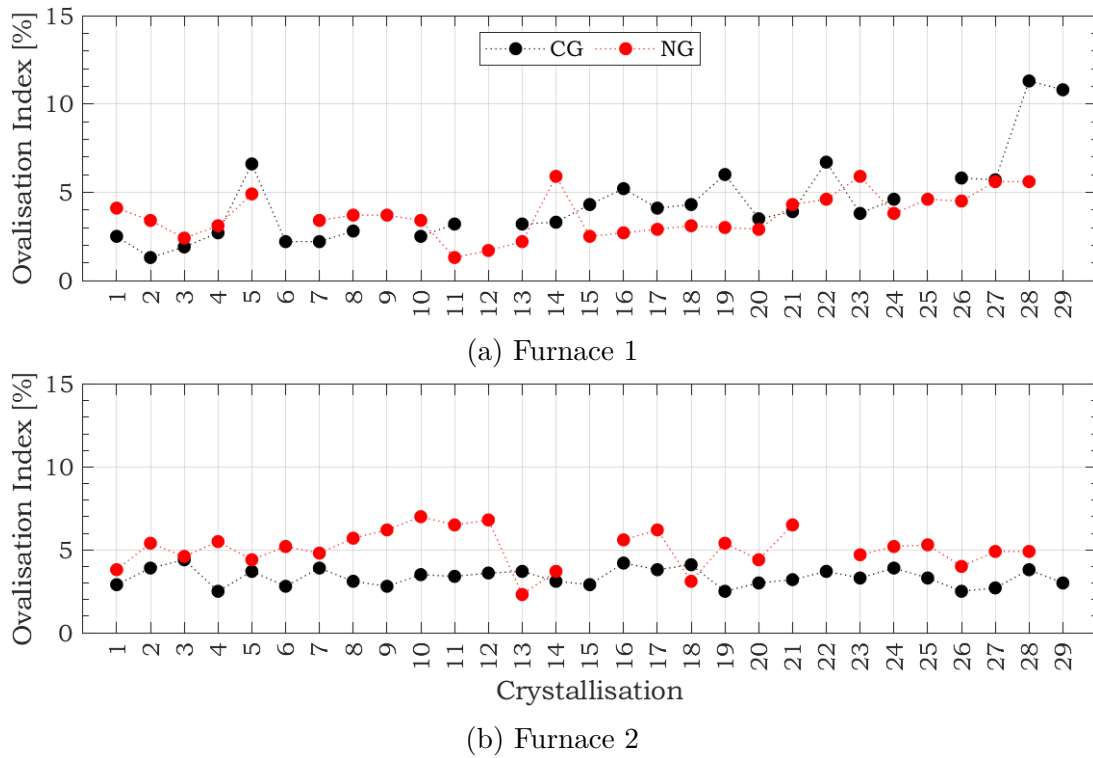 Ovalisation Index [%]
15
10
5
0
CG NG
1 2 3 4 5 6 7 8 9 10 11 12 13 14 15 16 17 18 19 20 21 22 23 24 25 26 27 28 29
(a) Furnace 1
Ovalisation Index [%]
15
10
5
0
1 2 3 4 5 6 7 8 9 10 11 12 13 14 15 16 17 18 19 20 21 22 23 24 25 26 27 28 29
Crystallisation
(b) Furnace 2